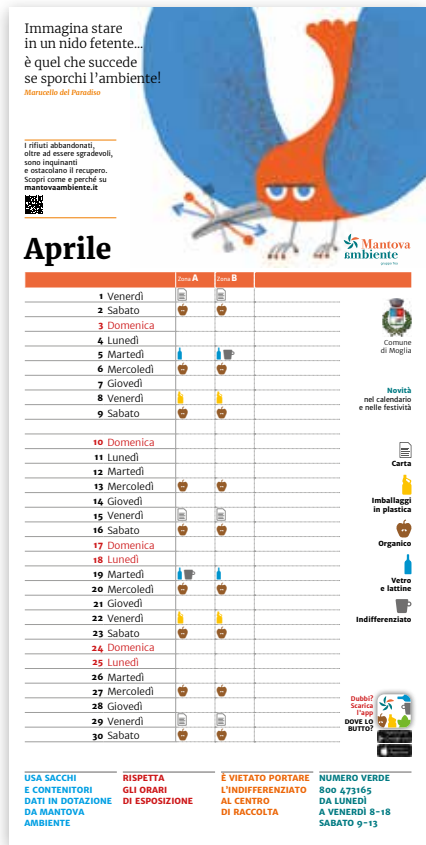 Immagina stare
in un nido fetente...
è quel che succede
se sporchi l'ambiente!
Marucello del Paradiso
I rifiuti abbandonati,
oltre ad essere sgradevoli,
sono inquinanti
e ostacolano il recupero.
Scopri come e perché su
mantovaambiente.it
Aprile
Mantova
ambiente
Zona A Zona B
1 Venerdì
2 Sabato
3 Domenica
4 Lunedì
5 Martedì
6 Mercoledì
7 Giovedì
8 Venerdì
9 Sabato
10 Domenica
11 Lunedì
12 Martedì
13 Mercoledì
14 Giovedì
15 Venerdì
16 Sabato
17 Domenica
18 Lunedì
19 Martedì
20 Mercoledì
21 Giovedì
22 Venerdì
23 Sabato
24 Domenica
25 Lunedì
26 Martedì
27 Mercoledì
28 Giovedì
29 Venerdì
30 Sabato
Comune
di Moglia
Novità
nel calendario
e nelle festività
Carta
Imballaggi
in plastica
Organico
Vetro
e lattine
Indifferenziato
Dubbi?
Scarica
l'app
DOVE LO
BUTTO?
USA SACCHI
E CONTENITORI
DATI IN DOTAZIONE
DA MANTOVA
AMBIENTE
RISPETTA
GLI ORARI
DI ESPOSIZIONE
È VIETATO PORTARE
L'INDIFFERENZIATO
AL CENTRO
DI RACCOLTA
NUMERO VERDE
800 473165
DA LUNEDÌ
A VENERDÌ 8-18
SABATO 9-13